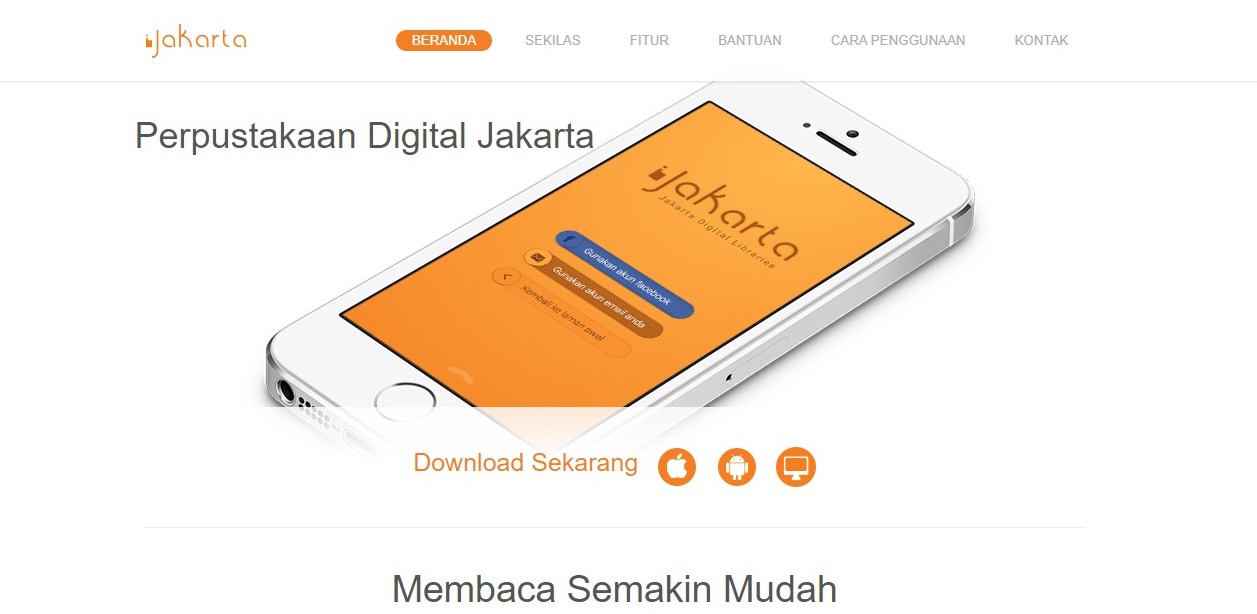 iJakarta
BERANDA
SEKILAS
FITUR
BANTUAN
CARA PENGGUNAAN
KONTAK
Perpustakaan Digital Jakarta
iJakarta
Jakarta Digital Libraries
Gunakan akun facebook
Gunakan akun email anda
Kembali ke laman awal
Download Sekarang
Membaca Semakin Mudah